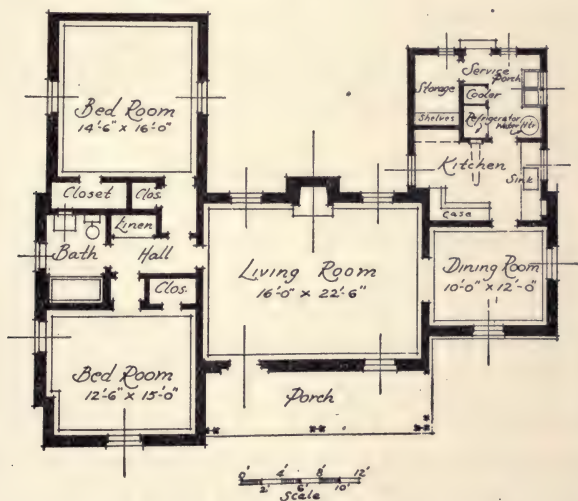 Bed Room
14'-6" x 16'-0"
Closet
Clos.
Linen
Bath
Hall
Clos.
Bed Room
12'-6" x 15'-0"
Living Room
16'-0" x 22'-6"
Porch
Storage
Shelves
Service
Porch
Cooler
Refrigerator
Water Htr.
Kitchen
Sink
Case
Dining Room
10'-0" x 12'-0"
0' 4' 8' 12'
2' 6' 10'
Scale